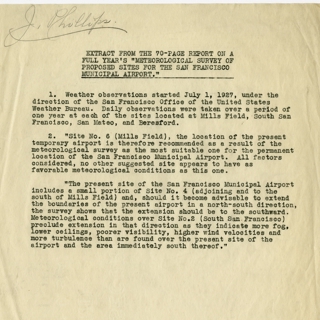 J. Phillips.
EXTRACT FROM THE 70-PAGE REPORT ON A
FULL YEAR'S "METEOROLOGICAL SURVEY OF
PROPOSED SITES FOR THE SAN FRANCISCO
MUNICIPAL AIRPORT."
1. Weather observations started July 1, 1927, under the
direction of the San Francisco Office of the United States
Weather Bureau. Daily observations were taken over a period of
one year at each of the sites located at Mills Field, South San
Francisco, San Mateo, and Beresford.
2. "Site No. 6 (Mills Field), the location of the present
temporary airport is therefore recommended as a result of the
meteorological survey as the most suitable one for the permanent
location of the San Francisco Municipal Airport. All factors
considered, no other suggested site appears to have as
favorable meteorological conditions as this one.
"The present site of the San Francisco Municipal Airport
includes a small portion of Site No. 4 (adjoining and to the
south of Mills Field) and, should it become advisable to extend
the boundaries of the present airport in a north-south direction,
the survey shows that the extension should be to the southward.
Meteorological conditions over Site No.2 (South San Francisco)
preclude extension in that direction as they indicate more fog,
lower ceilings, poorer visibility, higher wind velocities and
more turbulence than are found over the present site of the
airport and the area immediately south thereof."